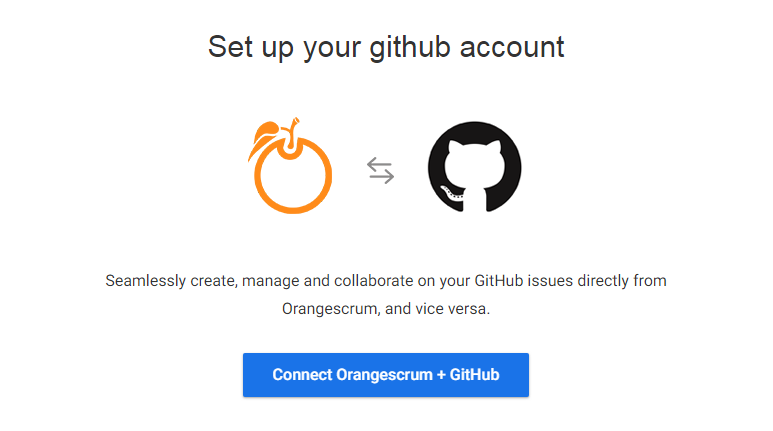 Set up your github account
Seamlessly create, manage and collaborate on your GitHub issues directly from
Orangescrum, and vice versa.
Connect Orangescrum + GitHub